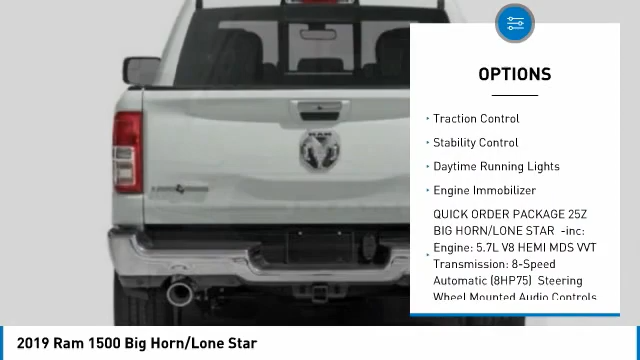 OPTIONS
Traction Control
Stability Control
Daytime Running Lights
Engine Immobilizer
QUICK ORDER PACKAGE 25Z
BIG HORN/LONE STAR -inc:
Engine: 5.7L V8 HEMI MDS VVT
Transmission: 8-Speed
Automatic (8HP75) Steering
Wheel Mounted Audio Controls
RAM
2019 Ram 1500 Big Horn/Lone Star